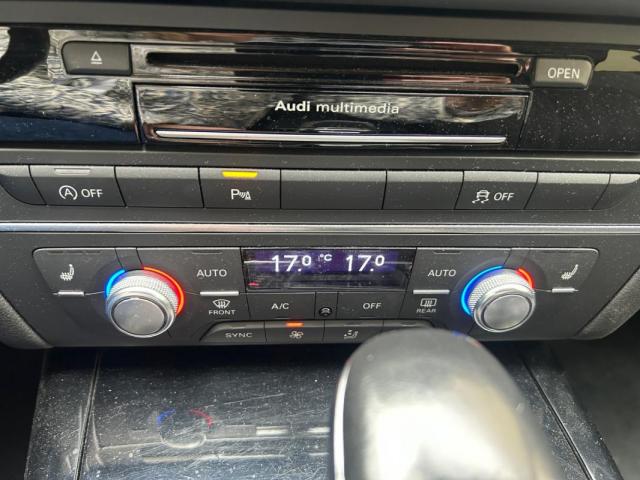 OPEN
Audi multimedia
A OFF
P
OFF
AUTO
17.0 °C 17.0
AUTO
FRONT
A/C
OFF
REAR
SYNC